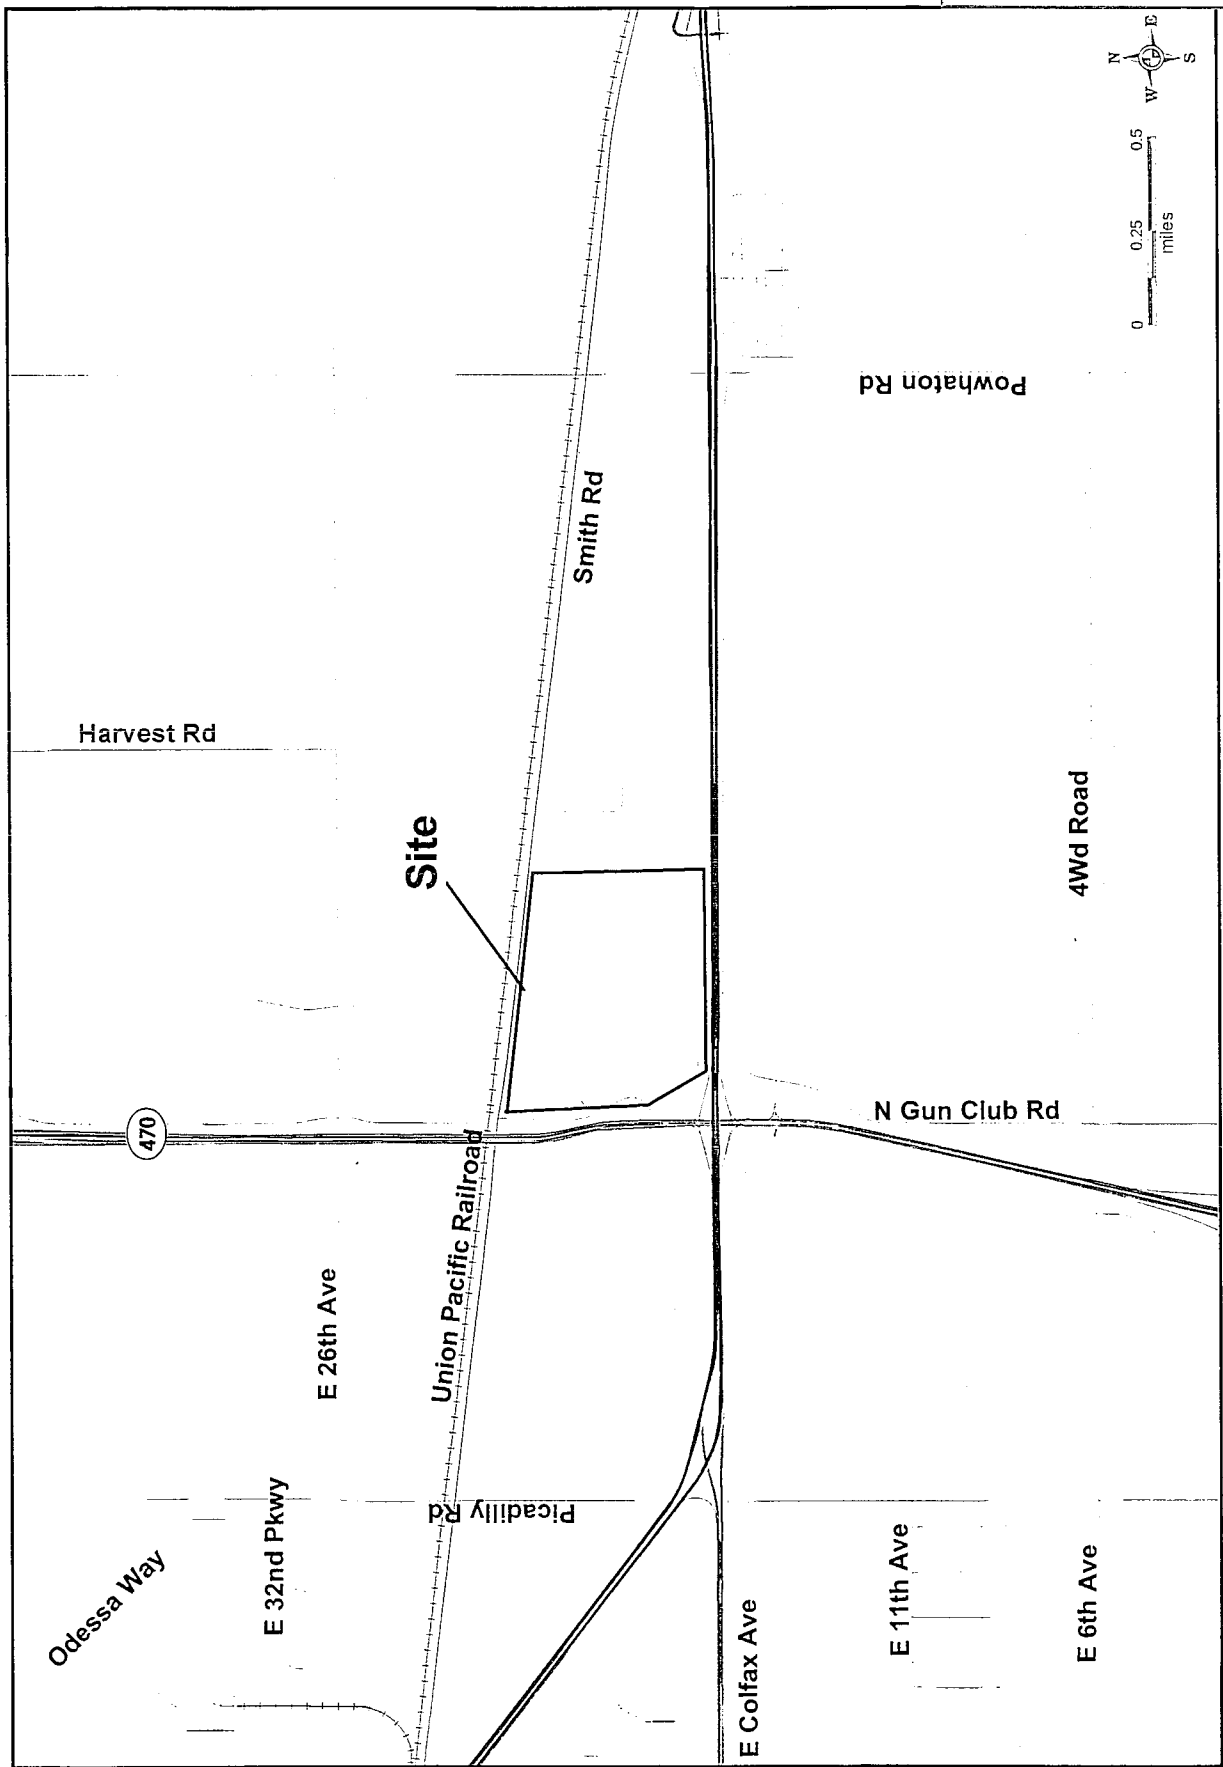 Odessa Way
E 32nd Pkwy
E 26th Ave
470
Harvest Rd
Site
Picadilly Rd
Union Pacific Railroad
Smith Rd
E Colfax Ave
E 11th Ave
N Gun Club Rd
Powhaton Rd
E 6th Ave
4Wd Road
N
W
E
S
0
0.25
0.5
miles